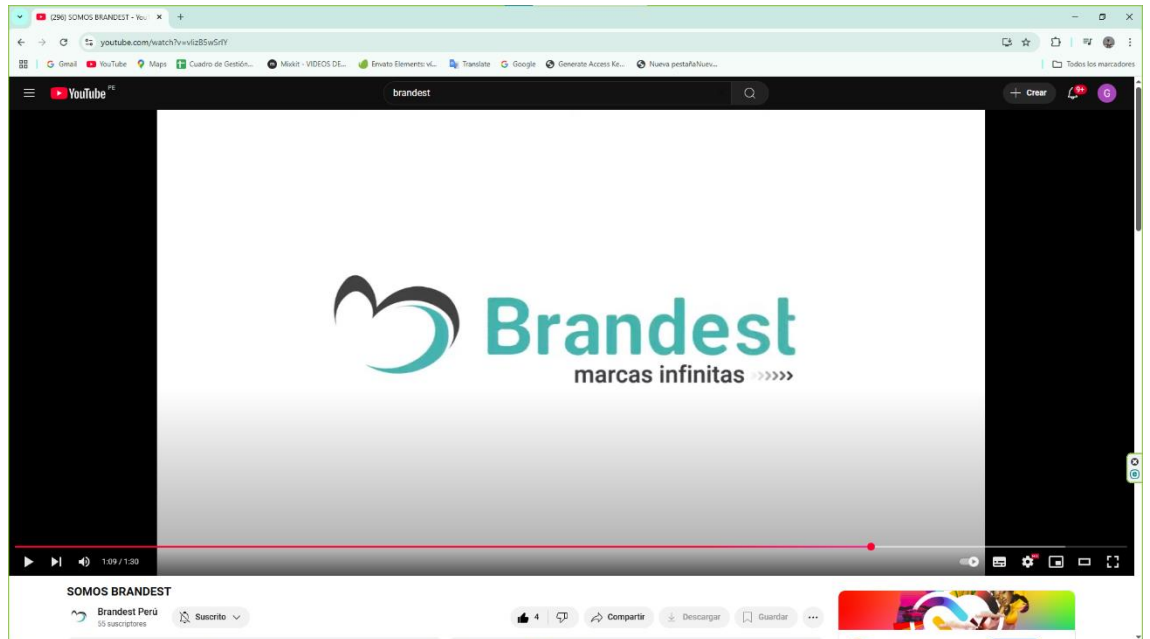 (296) SOMOS BRANDEST - You
youtube.com/watch?v=vlizB5wSrlY
Gmail YouTube Maps Cuadro de Gestión... Mixkit - VIDEOS DE... Envato Elements: ví... Translate Google Generate Access Ke... Nueva pestañaNuev... Todos los marcadores
YouTube PE
brandest
Crear
9+
G
Brandest
marcas infinitas
1:09 / 1:30
SOMOS BRANDEST
Brandest Perú
55 suscriptores
Suscrito
4
Compartir
Descargar
Guardar